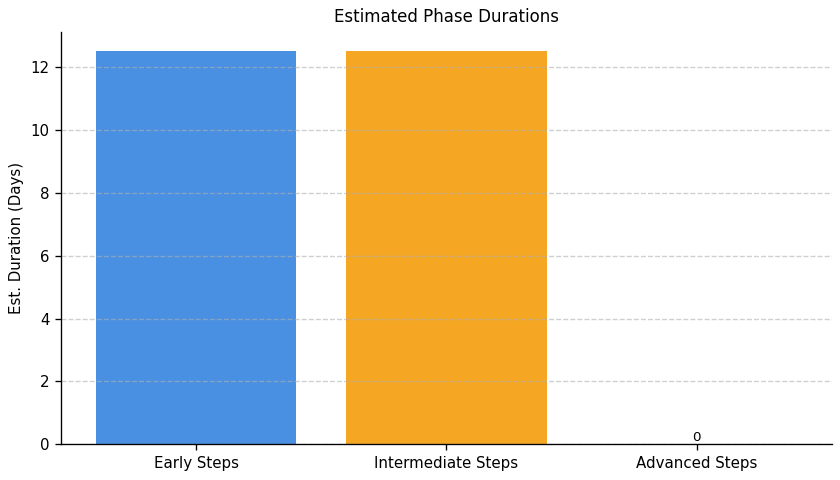 Estimated Phase Durations
Est. Duration (Days)
12
10
8
6
4
2
0
0
Early Steps
Intermediate Steps
Advanced Steps